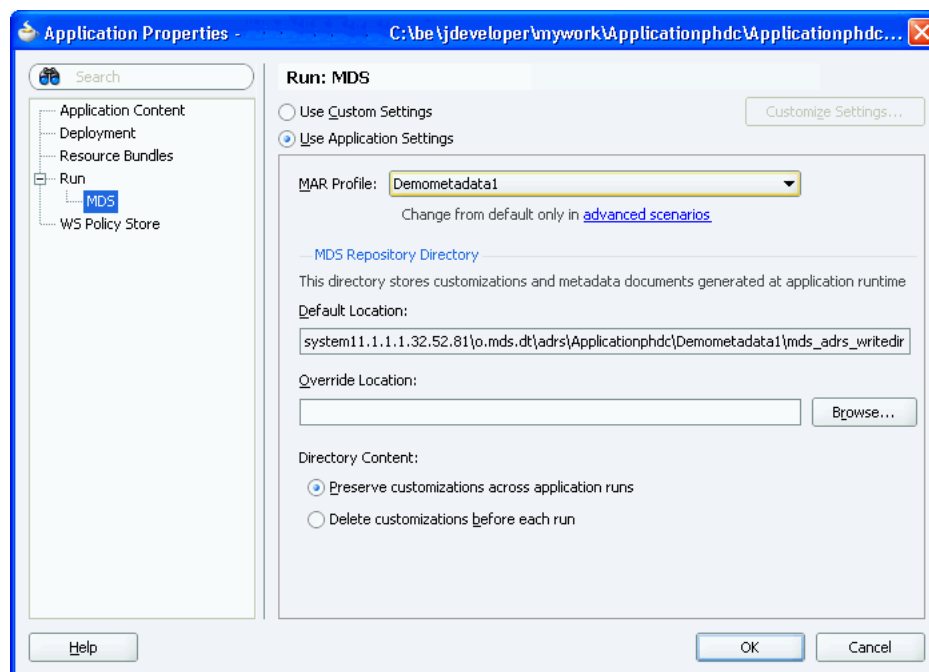 Application Properties - C:\be\jdeveloper\mywork\Applicationphdc\Applicationphdc...
Search
Application Content
Deployment
Resource Bundles
Run
MDS
WS Policy Store
Run: MDS
Use Custom Settings
Customize Settings...
Use Application Settings
MAR Profile: Demometadata1
Change from default only in advanced scenarios
MDS Repository Directory
This directory stores customizations and metadata documents generated at application runtime
Default Location:
system11.1.1.1.32.52.81\o.mds.dt\adrs\Applicationphdc\Demometadata1\mds_adrs_writedir
Override Location:
Browse...
Directory Content:
Preserve customizations across application runs
Delete customizations before each run
Help
OK
Cancel